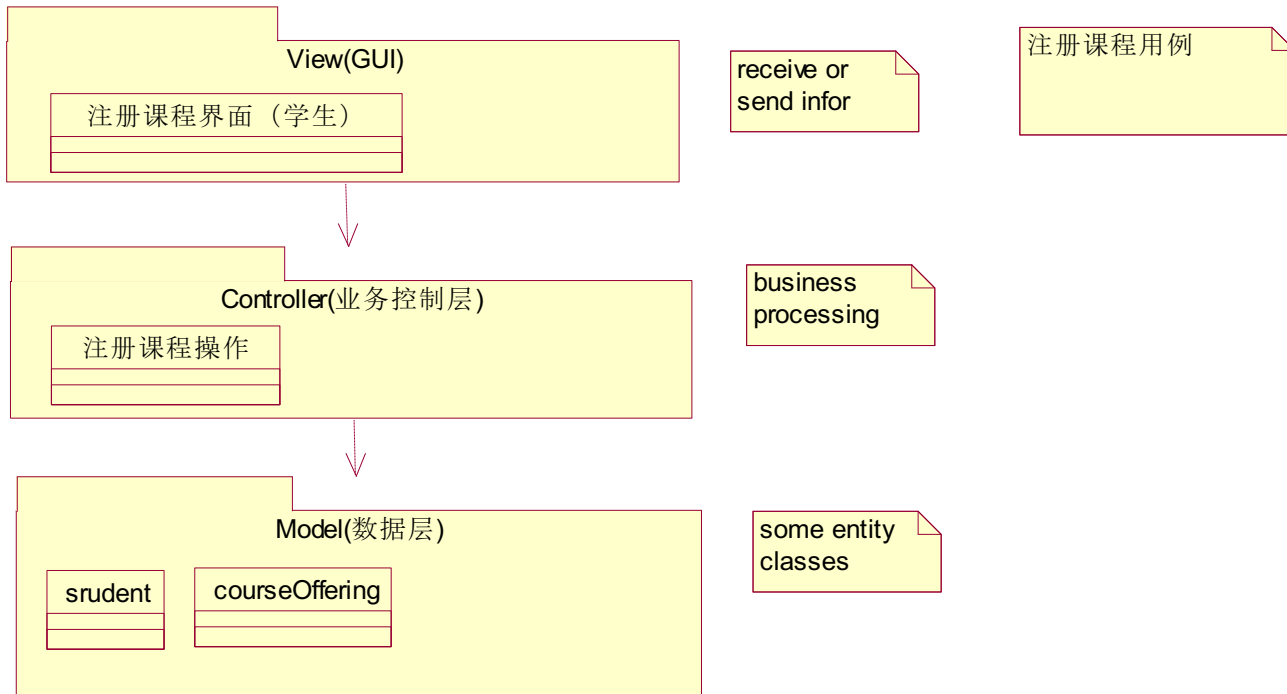 View(GUI)
注册课程界面（学生）
receive or
send infor
注册课程用例
Controller(业务控制层)
注册课程操作
business
processing
Model(数据层)
srudent
courseOffering
some entity
classes